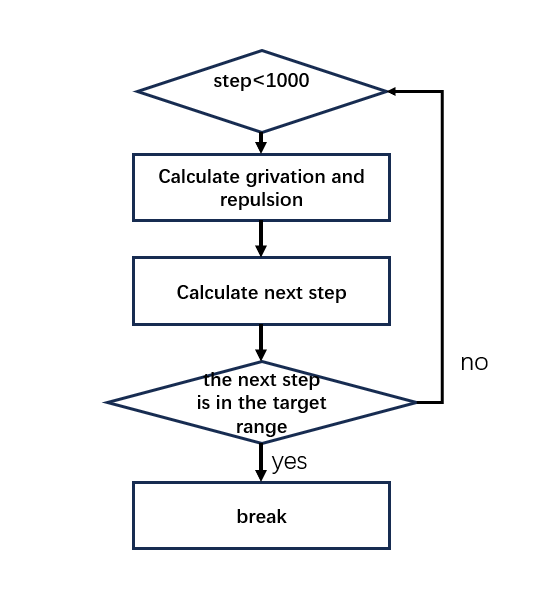 step<1000
Calculate grivation and
repulsion
Calculate next step
the next step
is in the target
range
no
yes
break